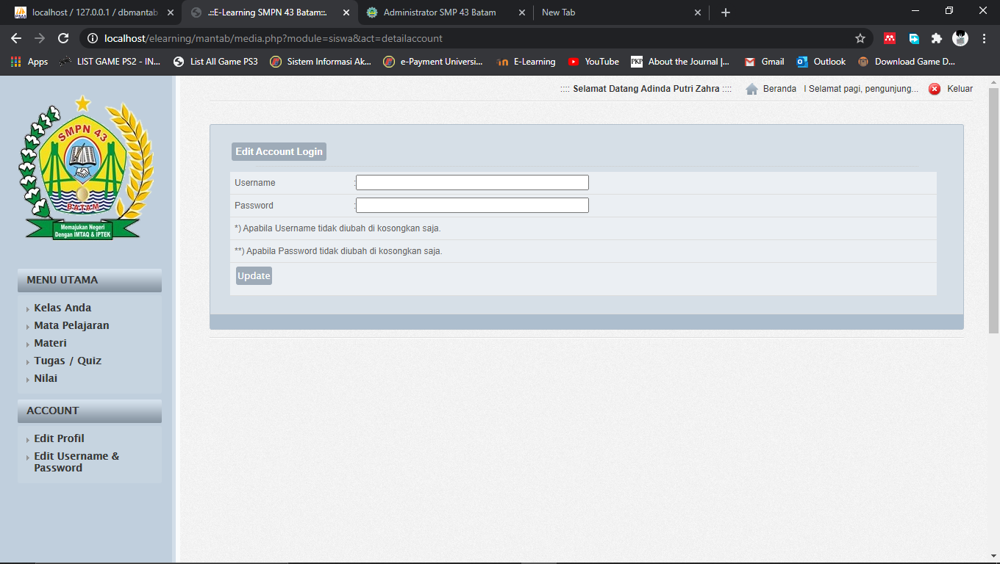 localhost / 127.0.0.1 / dbmantab
.::E-Learning SMPN 43 Batam::.
Administrator SMP 43 Batam
New Tab
localhost/elearning/mantab/media.php?module=siswa&act=detailaccount
Apps
LIST GAME PS2 - IN...
List All Game PS3
Sistem Informasi Ak...
e-Payment Universi...
E-Learning
YouTube
PKP
About the Journal |...
Gmail
Outlook
Download Game D...
:::: Selamat Datang Adinda Putri Zahra ::::
Beranda
I Selamat pagi, pengunjung...
Keluar
SMPN 43
BATAM
Memajukan Negeri
Dengan IMTAQ & IPTEK
Edit Account Login
Username :
Password :
*) Apabila Username tidak diubah di kosongkan saja.
**) Apabila Password tidak diubah di kosongkan saja.
Update
MENU UTAMA
Kelas Anda
Mata Pelajaran
Materi
Tugas / Quiz
Nilai
ACCOUNT
Edit Profil
Edit Username &
Password